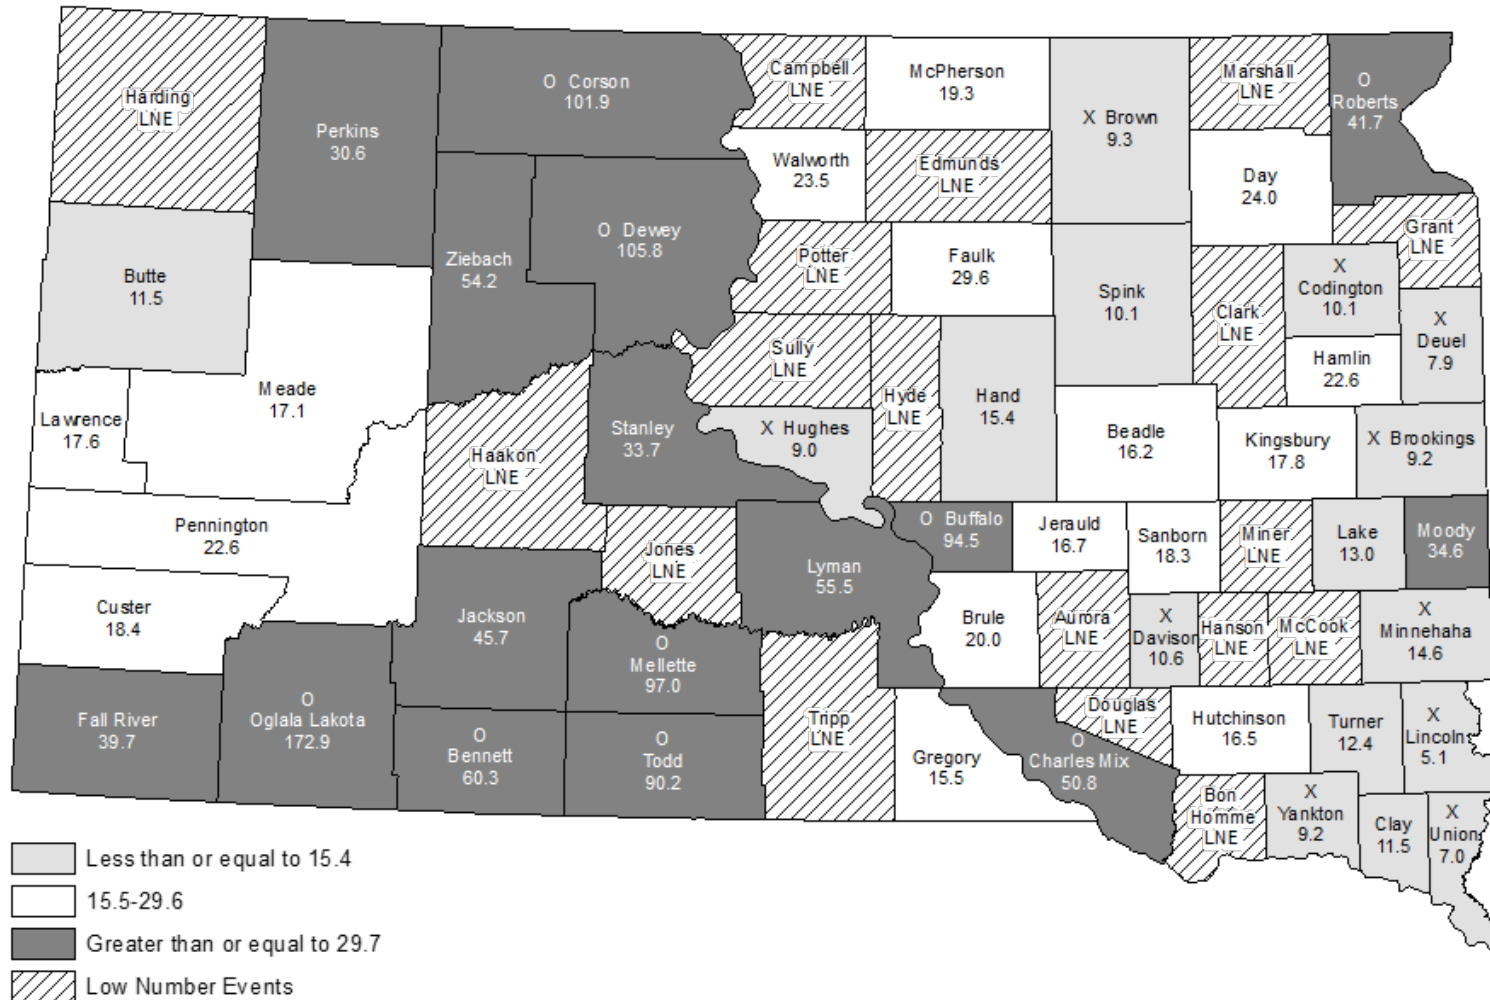 Harding
LNE
Perkins
30.6
O Corson
101.9
Campbell
LNE
McPherson
19.3
X Brown
9.3
Marshall
LNE
O
Roberts
41.7
Walworth
23.5
Edmunds
LNE
Day
24.0
Grant
LNE
Butte
11.5
Ziebach
54.2
O Dewey
105.8
Potter
LNE
Faulk
29.6
Spink
10.1
Clark
LNE
X
Codington
10.1
X
Deuel
7.9
Hamlin
22.6
Lawrence
17.6
Meade
17.1
Haakon
LNE
Stanley
33.7
Sully
LNE
X Hughes
9.0
Hyde
LNE
Hand
15.4
Beadle
16.2
Kingsbury
17.8
X Brookings
9.2
Pennington
22.6
Jones
LNE
Lyman
55.5
O Buffalo
94.5
Jerauld
16.7
Sanborn
18.3
Miner
LNE
Lake
13.0
Moody
34.6
Custer
18.4
Jackson
45.7
O
Mellette
97.0
Brule
20.0
Aurora
LNE
X
Davison
10.6
Hanson
LNE
McCook
LNE
X
Minnehaha
14.6
Fall River
39.7
O
Oglala Lakota
172.9
O
Bennett
60.3
O
Todd
90.2
Tripp
LNE
Gregory
15.5
O
Charles Mix
50.8
Douglas
LNE
Hutchinson
16.5
Turner
12.4
X
Lincoln
5.1
Bon
Homme
LNE
X
Yankton
9.2
Clay
11.5
X
Union
7.0
Less than or equal to 15.4
15.5-29.6
Greater than or equal to 29.7
Low Number Events